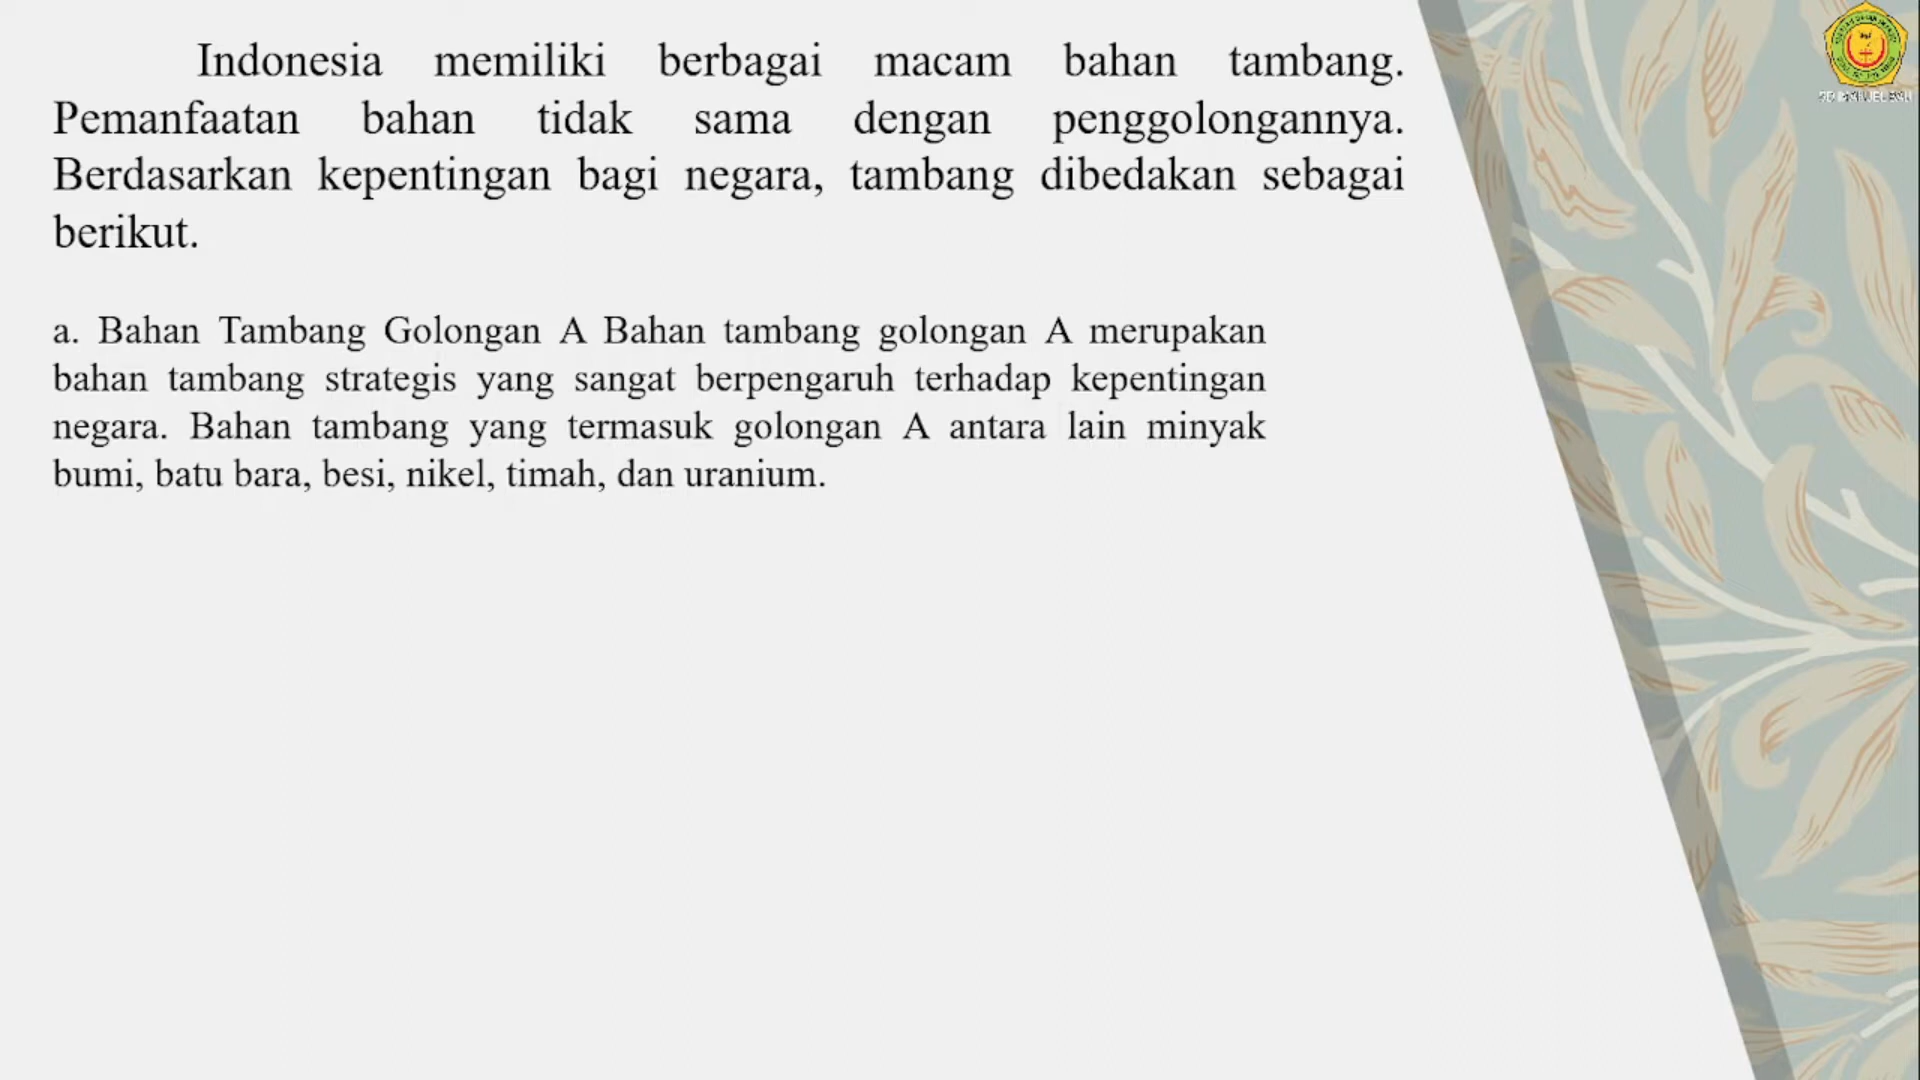 Indonesia memiliki berbagai macam bahan tambang.
Pemanfaatan bahan tidak sama dengan penggolongannya.
Berdasarkan kepentingan bagi negara, tambang dibedakan sebagai
berikut.
a. Bahan Tambang Golongan A Bahan tambang golongan A merupakan
bahan tambang strategis yang sangat berpengaruh terhadap kepentingan
negara. Bahan tambang yang termasuk golongan A antara lain minyak
bumi, batu bara, besi, nikel, timah, dan uranium.